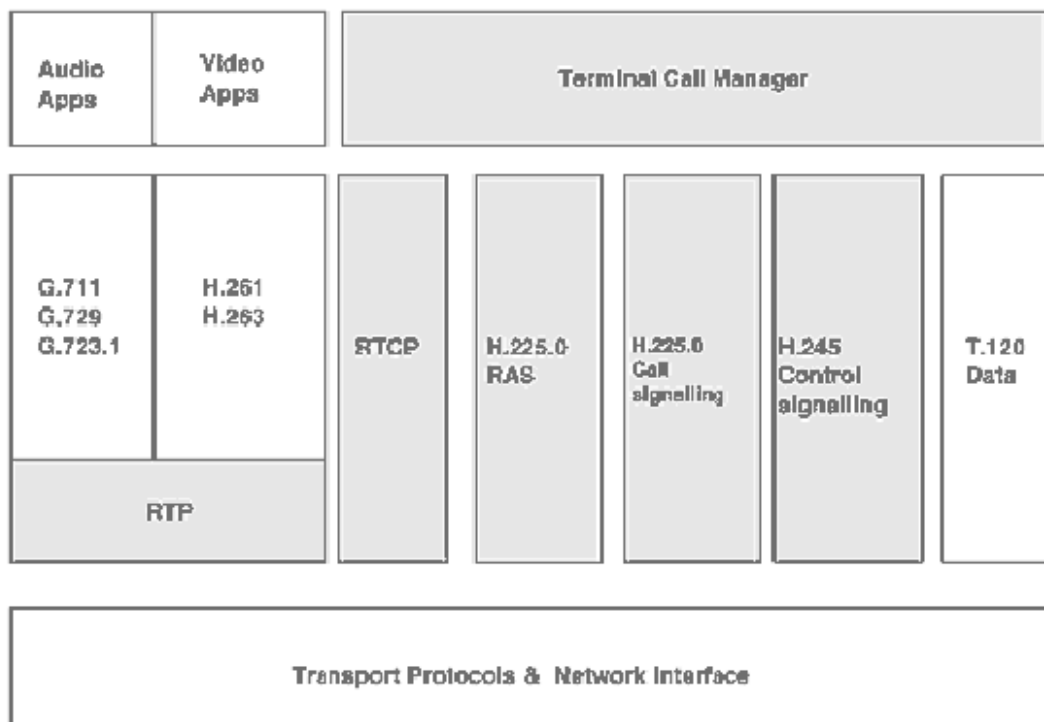 Audio
Apps
Video
Apps
Terminal Call Manager
G.711
G.729
G.723.1
H.261
H.263
RTP
RTCP
H.225.0
RAS
H.225.0
Call
signalling
H.245
Control
signalling
T.120
Data
Transport Protocols & Network Interface